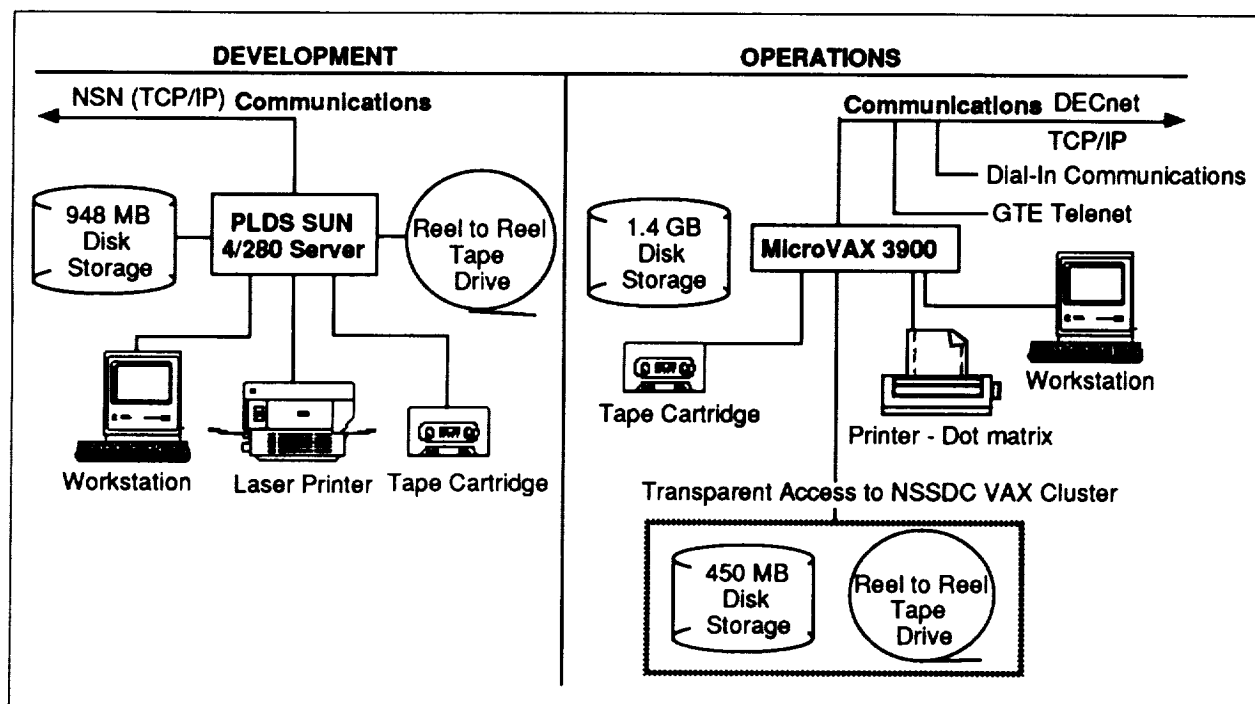 DEVELOPMENT
NSN (TCP/IP) Communications
948 MB
Disk
Storage
PLDS SUN
4/280 Server
Reel to Reel
Tape
Drive
Workstation
Laser Printer
Tape Cartridge
OPERATIONS
Communications DECnet
TCP/IP
Dial-In Communications
GTE Telenet
1.4 GB
Disk
Storage
MicroVAX 3900
Tape Cartridge
Printer - Dot matrix
Workstation
Transparent Access to NSSDC VAX Cluster
450 MB
Disk
Storage
Reel to Reel
Tape
Drive